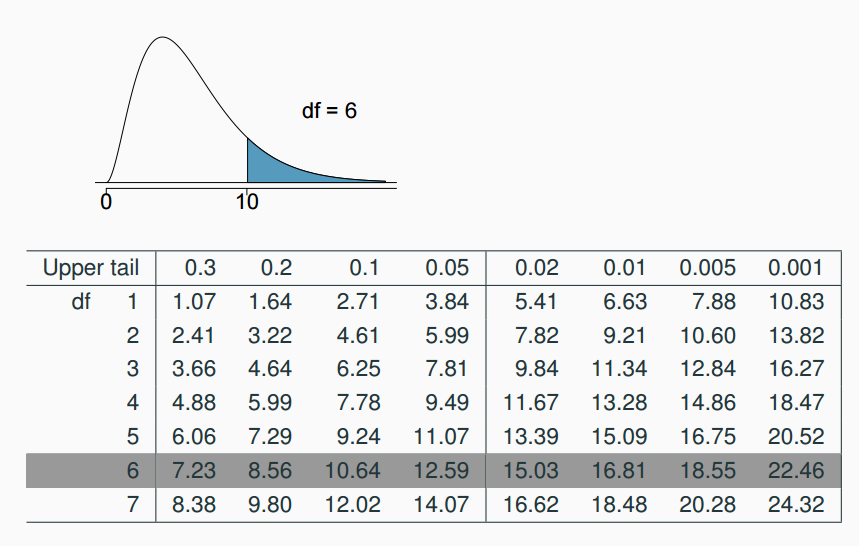 df = 6
0 10
Upper tail 0.3 0.2 0.1 0.05 0.02 0.01 0.005 0.001
df 1 1.07 1.64 2.71 3.84 5.41 6.63 7.88 10.83
2 2.41 3.22 4.61 5.99 7.82 9.21 10.60 13.82
3 3.66 4.64 6.25 7.81 9.84 11.34 12.84 16.27
4 4.88 5.99 7.78 9.49 11.67 13.28 14.86 18.47
5 6.06 7.29 9.24 11.07 13.39 15.09 16.75 20.52
6 7.23 8.56 10.64 12.59 15.03 16.81 18.55 22.46
7 8.38 9.80 12.02 14.07 16.62 18.48 20.28 24.32